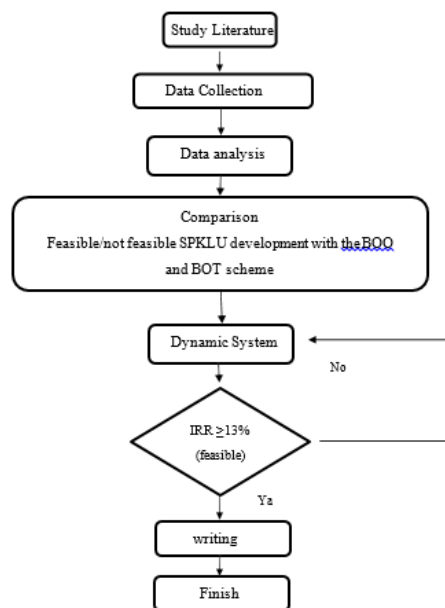 Study Literature
Data Collection
Data analysis
Comparison
Feasible/not feasible SPKLU development with the BOO
and BOT scheme
Dynamic System
No
IRR ≥13%
(feasible)
Ya
writing
Finish